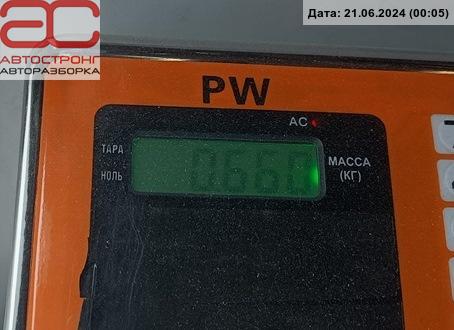 Дата: 21.06.2024 (00:05)
АС
АВТОСТРОНГ
АВТОРАЗБОРКА
PW
AC
ТАРА
НОЛЬ
0.660
МАССА
(КГ)